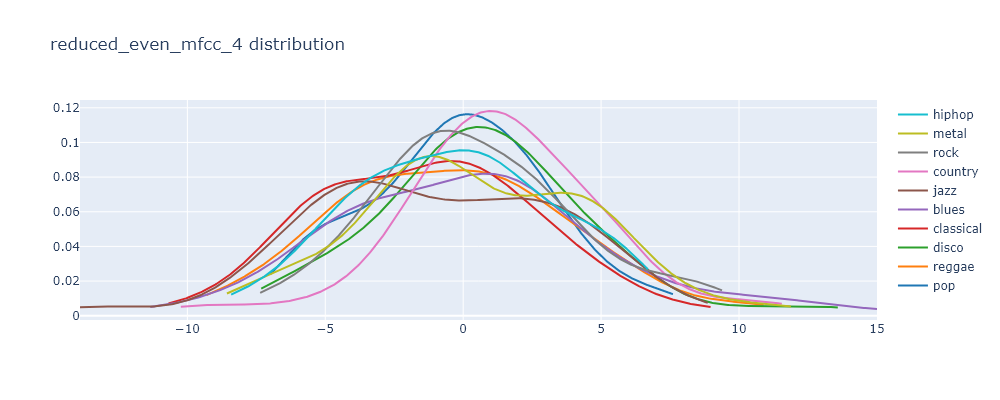 reduced_even_mfcc_4 distribution
0.12
0.1
0.08
0.06
0.04
0.02
0
−10
−5
0
5
10
15
hiphop
metal
rock
country
jazz
blues
classical
disco
reggae
pop